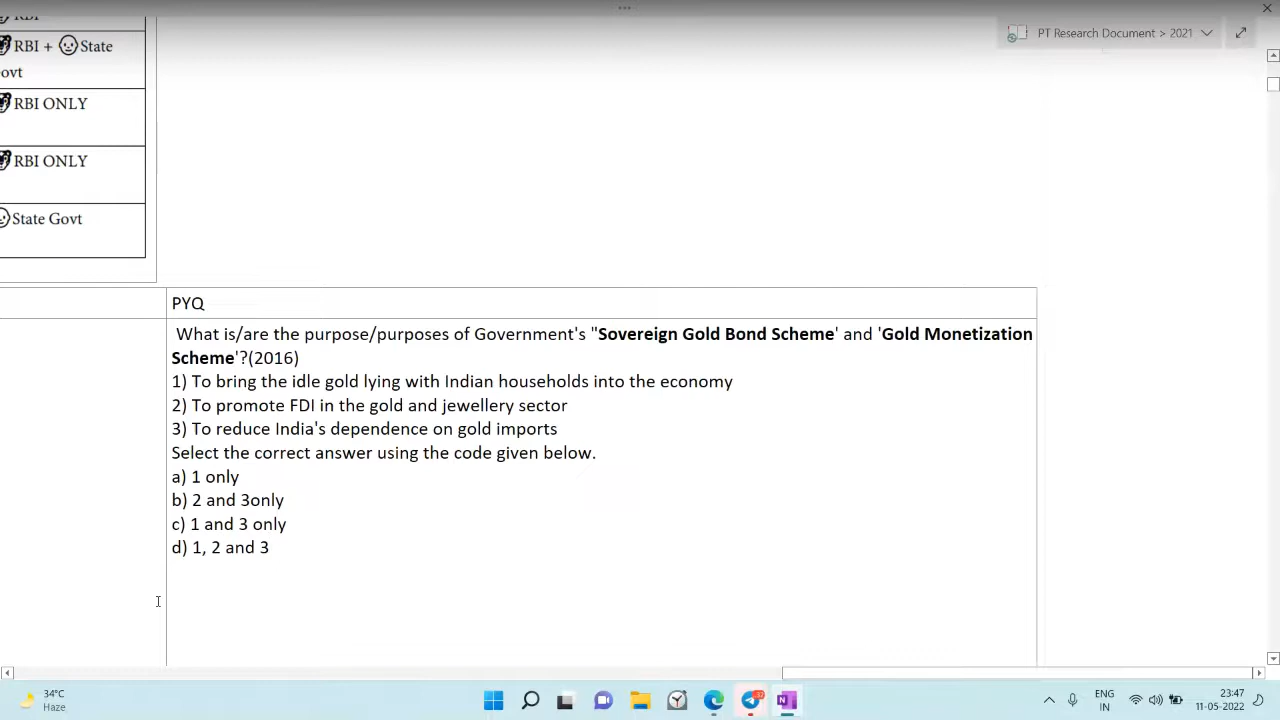 PT Research Document > 2021
RBI + State
ovt
RBI ONLY
RBI ONLY
State Govt
PYQ
What is/are the purpose/purposes of Government's "Sovereign Gold Bond Scheme' and 'Gold Monetization
Scheme'?(2016)
1) To bring the idle gold lying with Indian households into the economy
2) To promote FDI in the gold and jewellery sector
3) To reduce India's dependence on gold imports
Select the correct answer using the code given below.
a) 1 only
b) 2 and 3only
c) 1 and 3 only
d) 1, 2 and 3
34°C
Haze
ENG
IN
23:47
11-05-2022